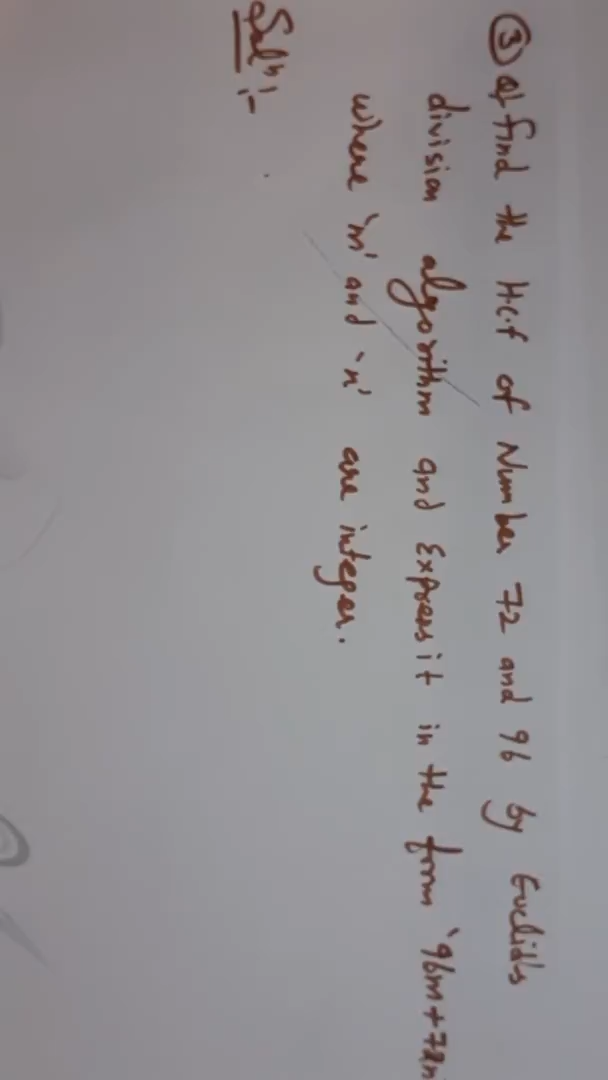 ③ Q/ find the H.c.f of Number 72 and 96 by Euclid's
division algorithm and Express it in the form '96m+72n
where 'm' and 'n' are integer.
Solⁿ:-